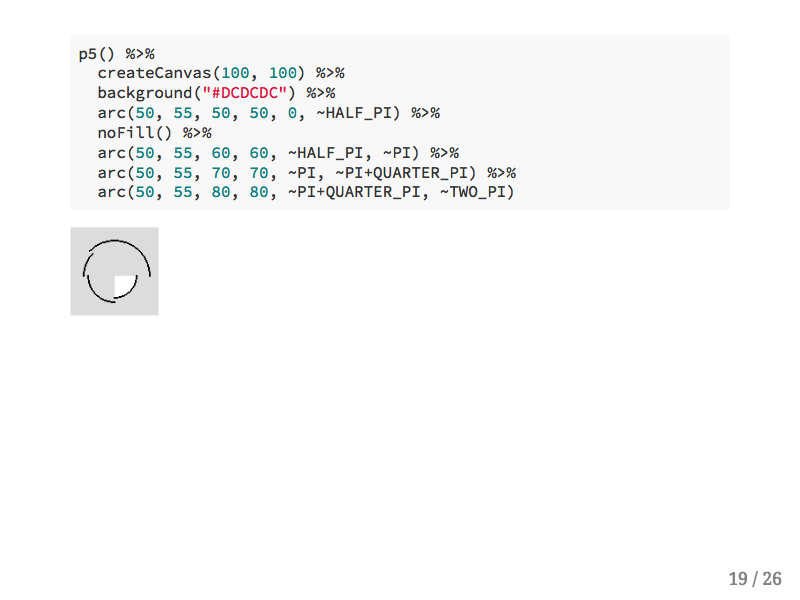 p5() %>%
  createCanvas(100, 100) %>%
  background("#DCDCDC") %>%
  arc(50, 55, 50, 50, 0, ~HALF_PI) %>%
  noFill() %>%
  arc(50, 55, 60, 60, ~HALF_PI, ~PI) %>%
  arc(50, 55, 70, 70, ~PI, ~PI+QUARTER_PI) %>%
  arc(50, 55, 80, 80, ~PI+QUARTER_PI, ~TWO_PI)
19 / 26